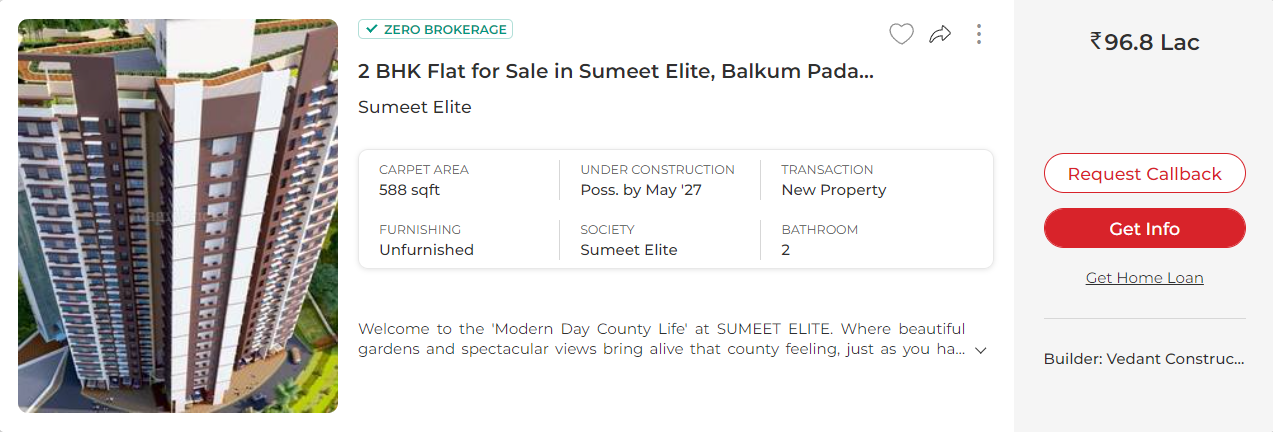 ZERO BROKERAGE
2 BHK Flat for Sale in Sumeet Elite, Balkum Pada...
Sumeet Elite
CARPET AREA
588 sqft
UNDER CONSTRUCTION
Poss. by May '27
TRANSACTION
New Property
FURNISHING
Unfurnished
SOCIETY
Sumeet Elite
BATHROOM
2
Welcome to the 'Modern Day County Life' at SUMEET ELITE. Where beautiful
gardens and spectacular views bring alive that county feeling, just as you ha...
₹96.8 Lac
Request Callback
Get Info
Get Home Loan
Builder: Vedant Construc...